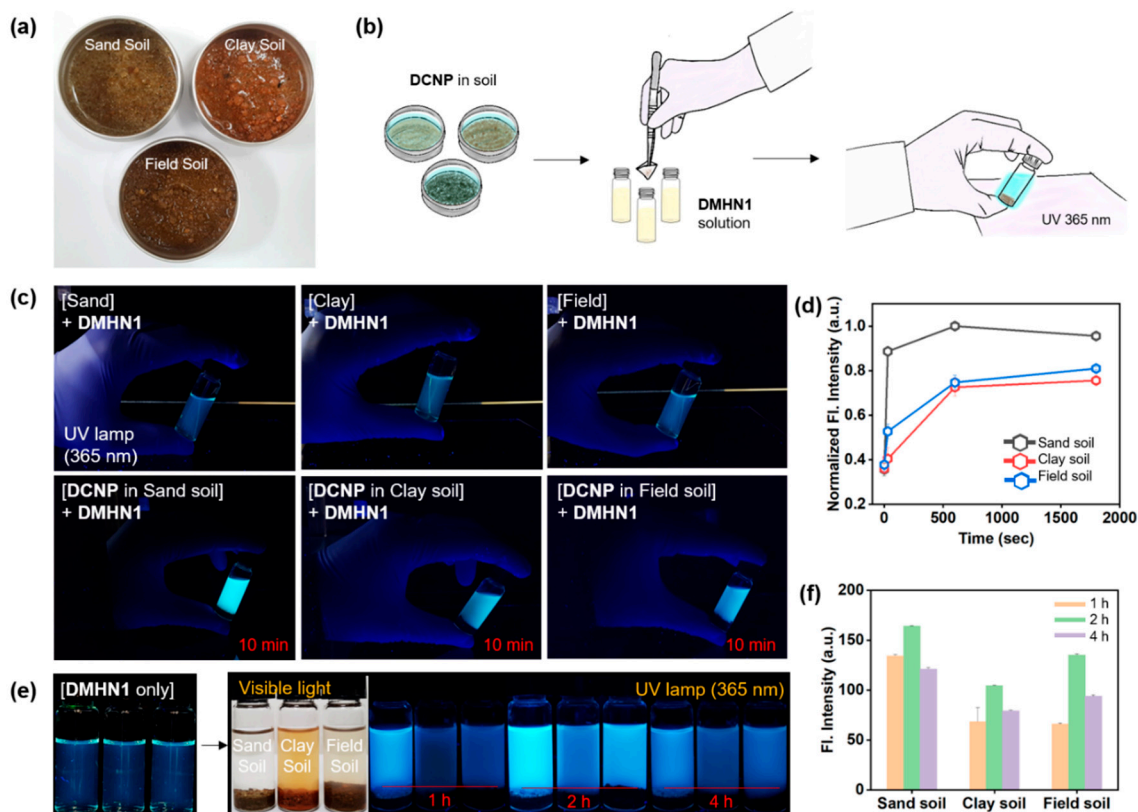 (a)
Sand Soil
Clay Soil
Field Soil
(b)
DCNP in soil
DMHN1
solution
UV 365 nm
(c)
[Sand]
+ DMHN1
UV lamp
(365 nm)
[Clay]
+ DMHN1
[Field]
+ DMHN1
[DCNP in Sand soil]
+ DMHN1
10 min
[DCNP in Clay soil]
+ DMHN1
10 min
[DCNP in Field soil]
+ DMHN1
10 min
(d)
Normalized Fl. Intensity (a.u.)
1.0
0.8
0.6
0.4
0.2
Sand soil
Clay soil
Field soil
0
500
1000
1500
2000
Time (sec)
(e)
[DMHN1 only]
Visible light
Sand
Soil
Clay
Soil
Field
Soil
UV lamp (365 nm)
1 h
2 h
4 h
(f)
Fl. Intensity (a.u.)
200
150
100
50
0
1 h
2 h
4 h
Sand soil
Clay soil
Field soil